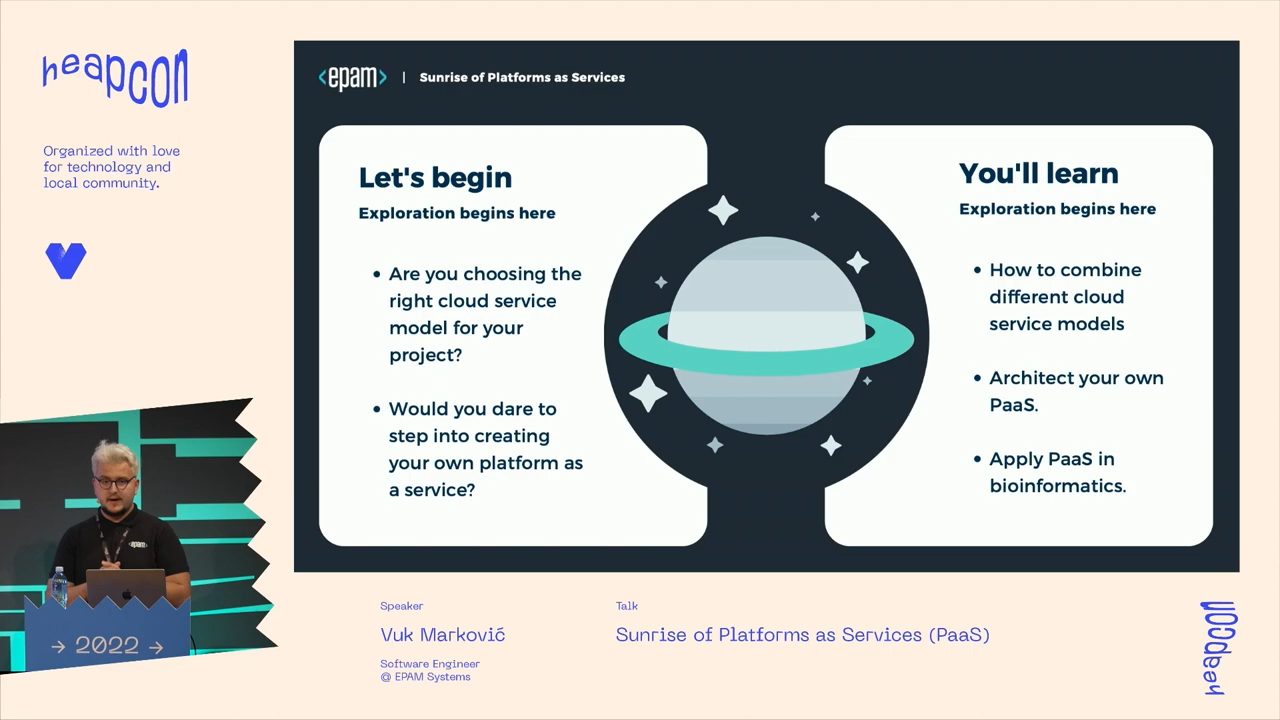 heapcon
Organized with love
for technology and
local community.
<epam> | Sunrise of Platforms as Services
Let's begin
Exploration begins here
• Are you choosing the
right cloud service
model for your
project?
• Would you dare to
step into creating
your own platform as
a service?
You'll learn
Exploration begins here
• How to combine
different cloud
service models
• Architect your own
PaaS.
• Apply PaaS in
bioinformatics.
<epam>
→ 2022 →
Speaker
Vuk Marković
Software Engineer
@ EPAM Systems
Talk
Sunrise of Platforms as Services (PaaS)
heapcon